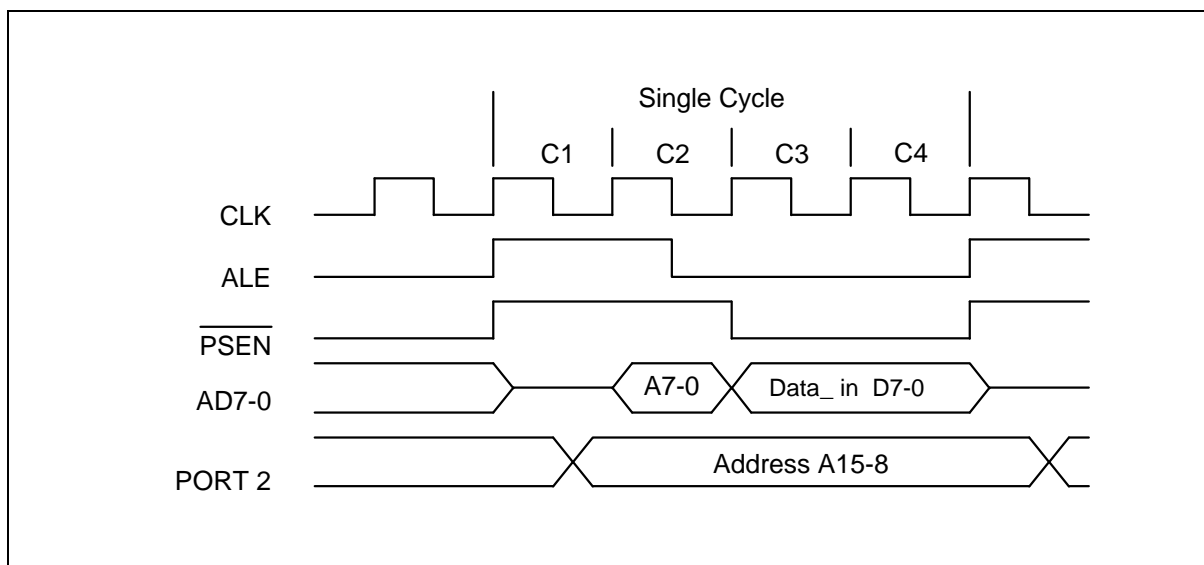 Single Cycle
C1 C2 C3 C4
CLK
ALE
PSEN
AD7-0 A7-0 Data_ in D7-0
PORT 2 Address A15-8